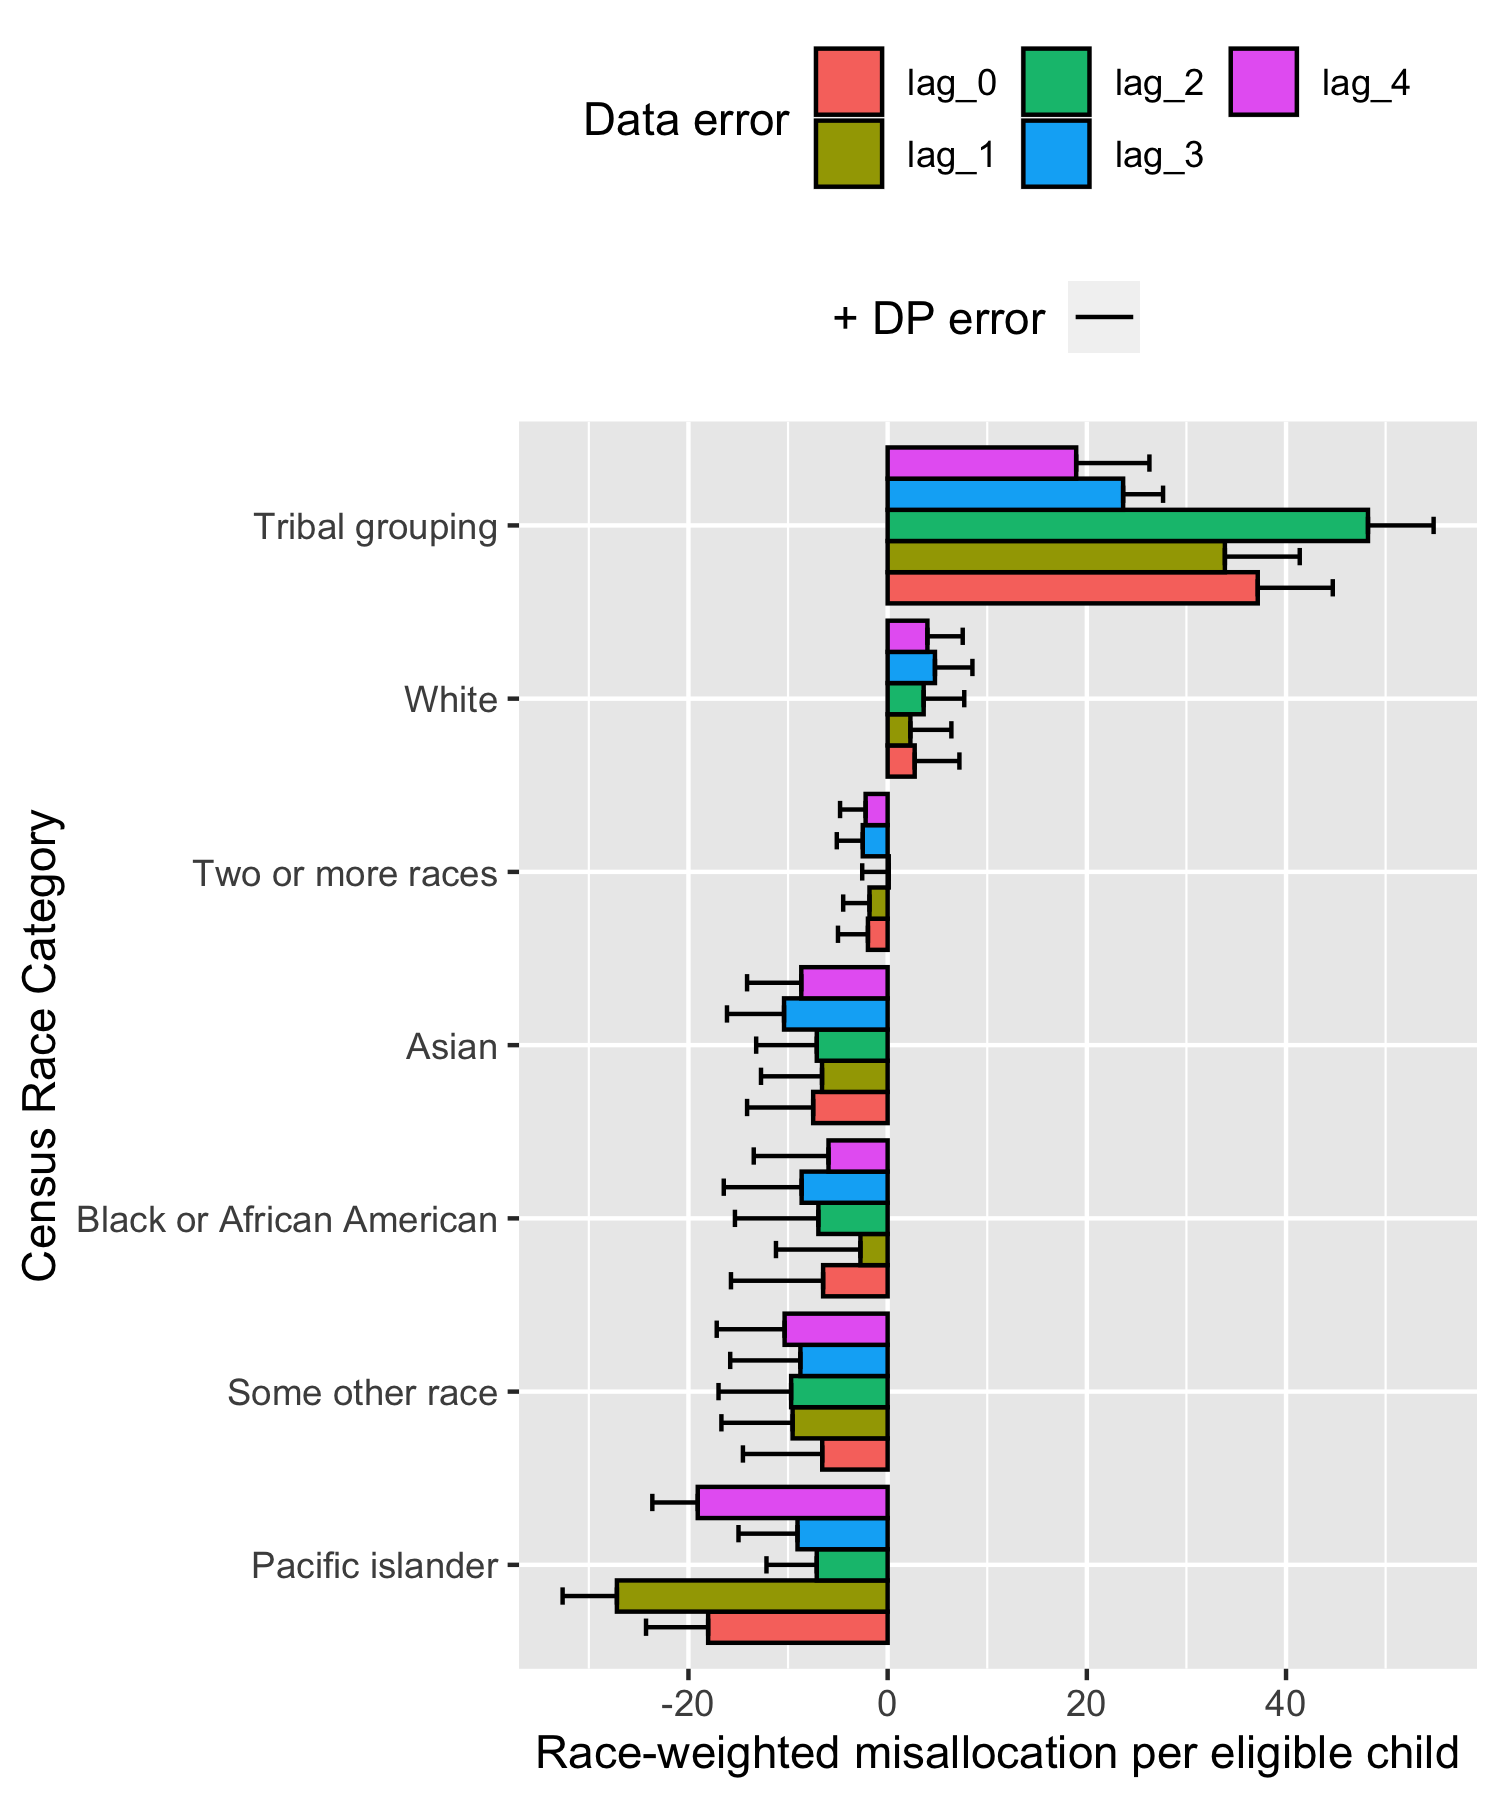 Data error
lag_0
lag_2
lag_4
lag_1
lag_3
+ DP error
Census Race Category
Tribal grouping
White
Two or more races
Asian
Black or African American
Some other race
Pacific islander
-20
0
20
40
Race-weighted misallocation per eligible child